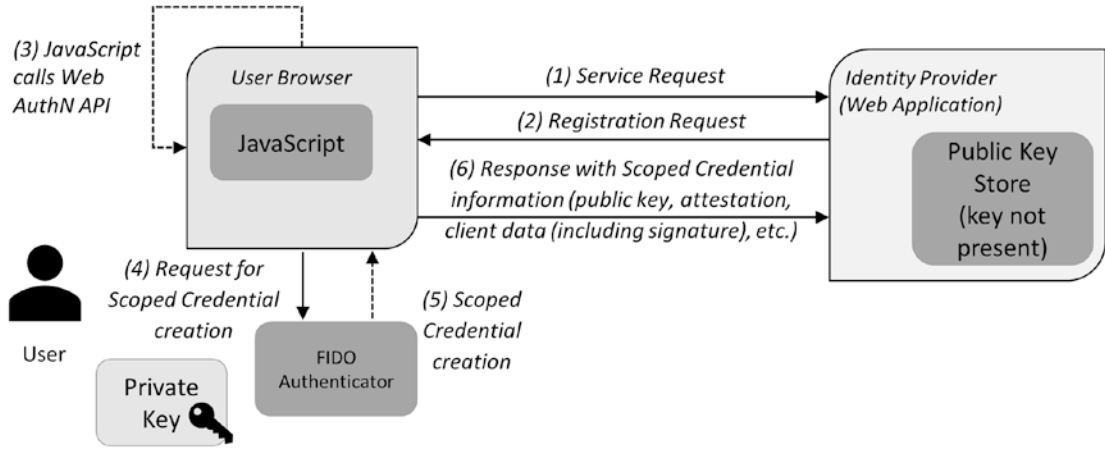 (3) JavaScript
calls Web
AuthN API
User Browser
JavaScript
(1) Service Request
(2) Registration Request
(6) Response with Scoped Credential
information (public key, attestation,
client data (including signature), etc.)
Identity Provider
(Web Application)
Public Key
Store
(key not
present)
(4) Request for
Scoped Credential
creation
(5) Scoped
Credential
creation
User
FIDO
Authenticator
Private
Key